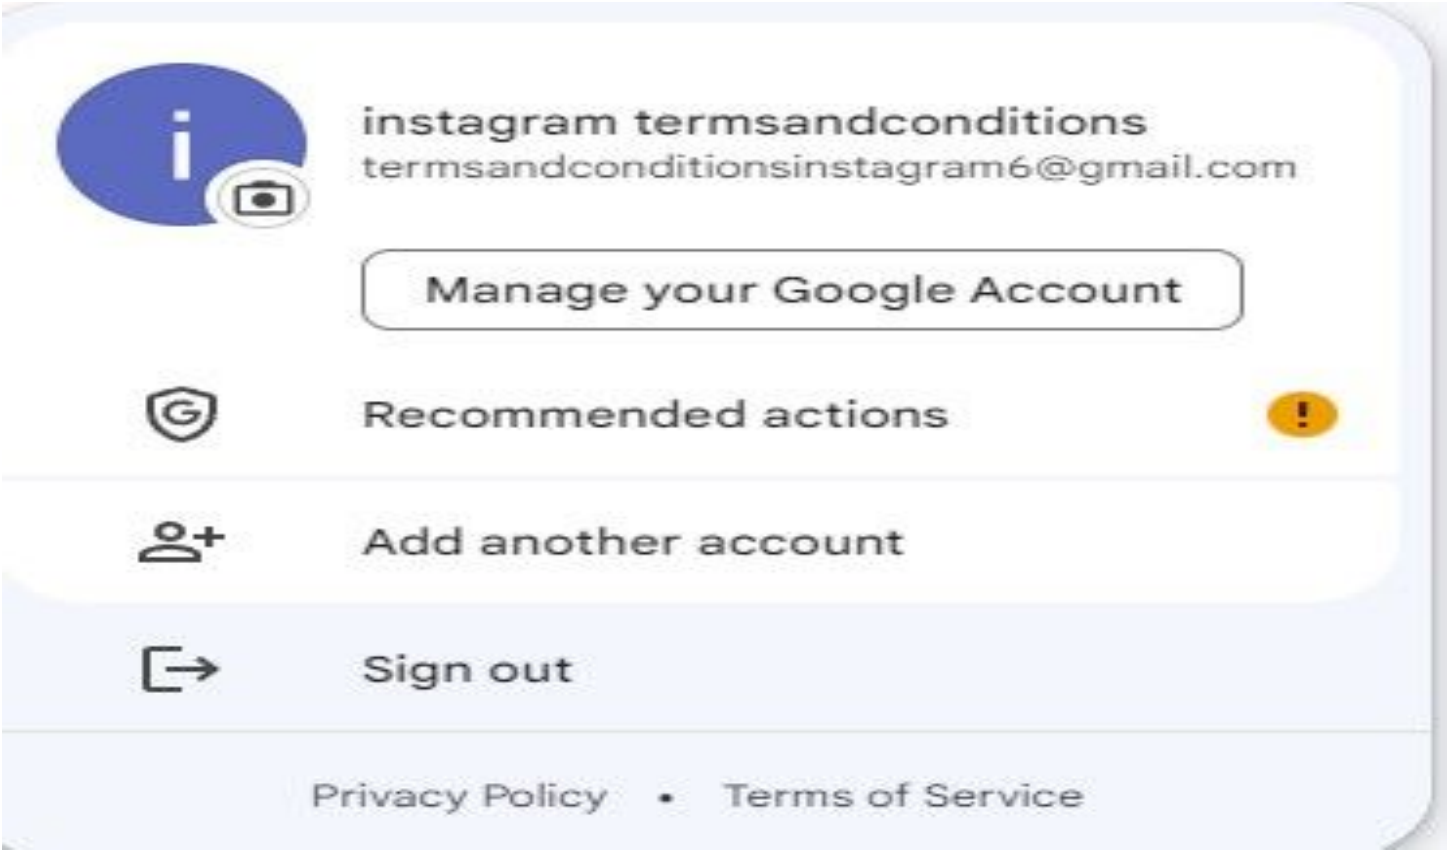 i
instagram termsandconditions
termsandconditionsinstagram6@gmail.com
Manage your Google Account
G
Recommended actions
!
Add another account
Sign out
Privacy Policy • Terms of Service